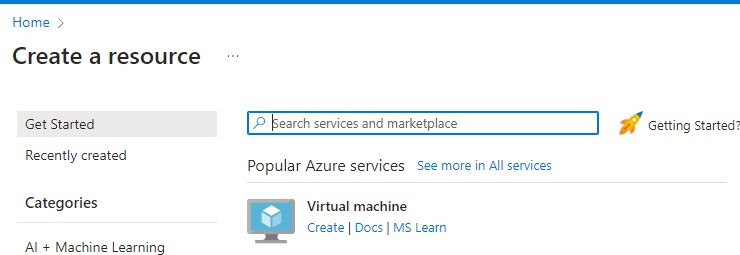 Home >
Create a resource ...
Get Started
Search services and marketplace
Getting Started?
Recently created
Popular Azure services See more in All services
Categories
Virtual machine
Create | Docs | MS Learn
AI + Machine Learning